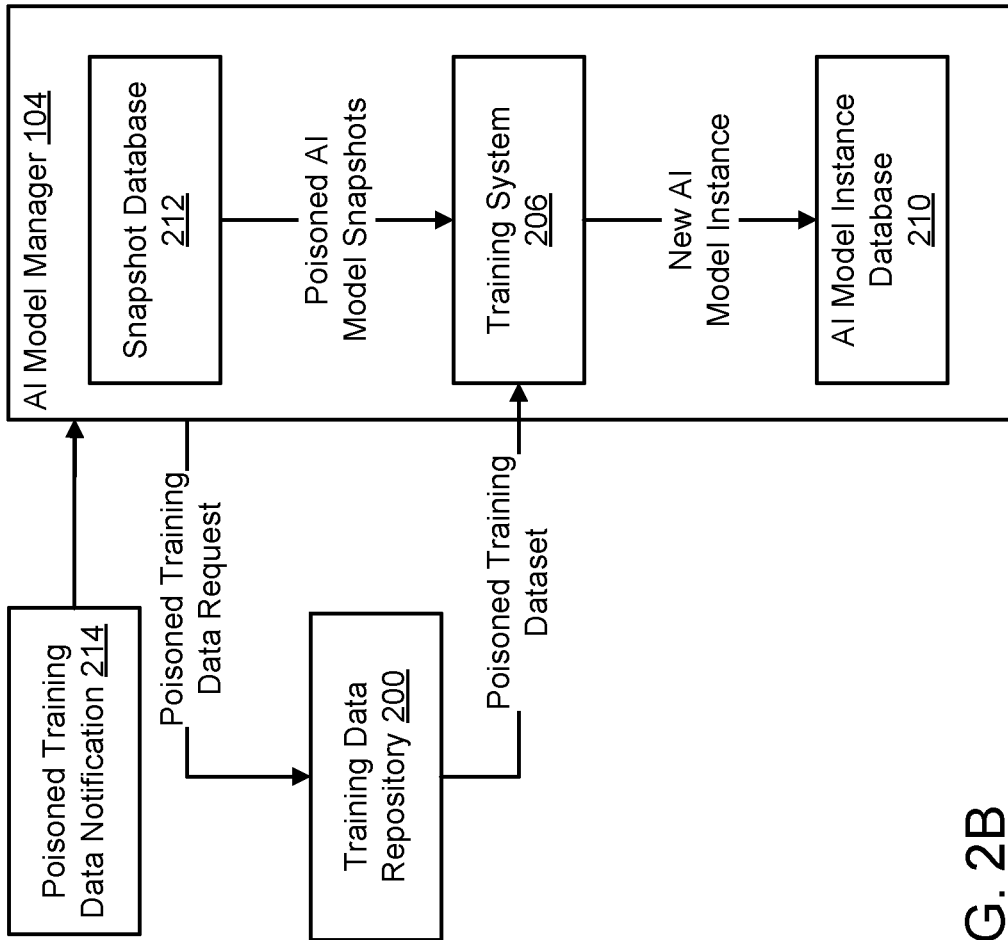 AI Model Manager 104
Snapshot Database
212
Poisoned AI
Model Snapshots
Training System
206
New AI
Model Instance
AI Model Instance
Database
210
Poisoned Training
Data Notification 214
Poisoned Training
Data Request
Training Data
Repository 200
Poisoned Training
Dataset
G. 2B